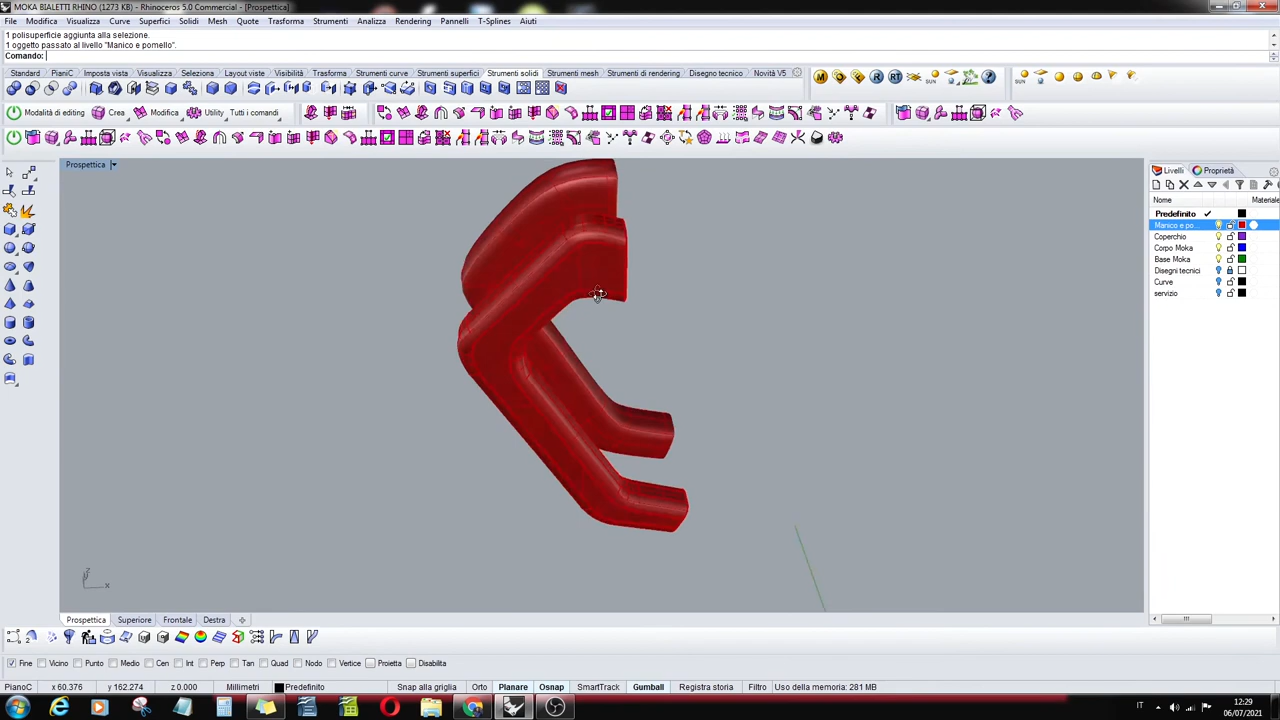 MOKA BIALETTI RHINO (1273 KB) - Rhinoceros 5.0 Commercial - [Prospettica]
File Modifica Visualizza Curve Superfici Solidi Mesh Quote Trasforma Strumenti Analizza Rendering Pannelli T-Splines Aiuti
1 polisuperficie aggiunta alla selezione.
1 oggetto passato al livello "Manico e pomello".
Comando:
Standard PianiC Imposta vista Visualizza Selezione Layout viste Visibilità Trasforma Strumenti curve Strumenti superfici Strumenti solidi Strumenti mesh Strumenti di rendering Disegno tecnico Novità V5
Modalità di editing Crea Modifica Utility Tutti i comandi
Prospettica
Livelli Proprietà
Nome Materiale
Predefinito
Manico e po...
Coperchio
Corpo Moka
Base Moka
Disegni tecnici
Curve
servizio
z
x
Prospettica Superiore Frontale Destra
Fine Vicino Punto Medio Cen Int Perp Tan Quad Nodo Vertice Proietta Disabilita
PianoC x 60.376 y 162.274 z 0.000 Millimetri Predefinito Snap alla griglia Orto Planare Osnap SmartTrack Gumball Registra storia Filtro Uso della memoria: 281 MB
IT 12:29
06/07/2021